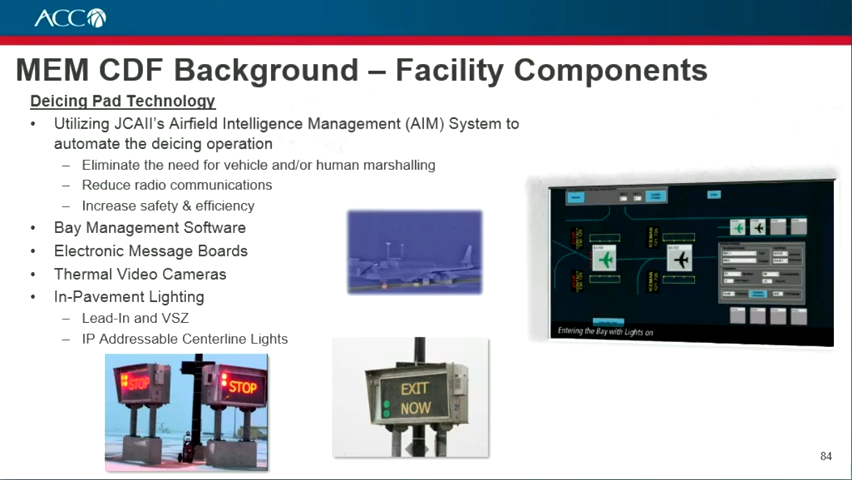 ACC
MEM CDF Background – Facility Components
Deicing Pad Technology
• Utilizing JCAII’s Airfield Intelligence Management (AIM) System to
automate the deicing operation
– Eliminate the need for vehicle and/or human marshalling
– Reduce radio communications
– Increase safety & efficiency
• Bay Management Software
• Electronic Message Boards
• Thermal Video Cameras
• In-Pavement Lighting
– Lead-In and VSZ
– IP Addressable Centerline Lights
STOP
STOP
EXIT
NOW
ICEMAN
ICEMAN
Entering the Bay with Lights on
84